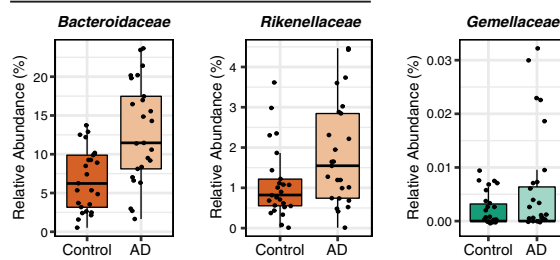 Bacteroidaceae
Relative Abundance (%)
20
15
10
5
0
Control AD
Rikenellaceae
Relative Abundance (%)
4
3
2
1
0
Control AD
Gemellaceae
Relative Abundance (%)
0.03
0.02
0.01
0.00
Control AD